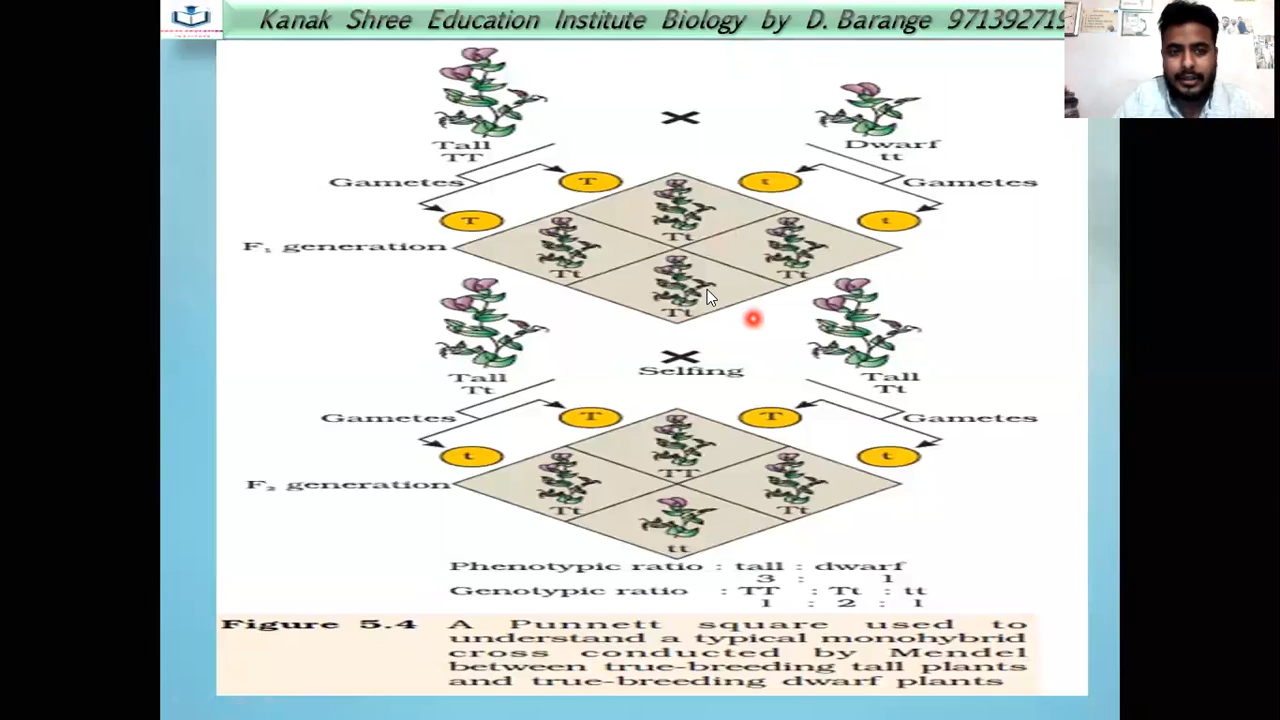 Kanak Shree Education Institute Biology by D. Barange 971392719
Tall
TT
Dwarf
tt
Gametes
T
t
Gametes
T
t
Tt
F₁ generation
Tt
Tt
Tt
Selfing
Tall
Tt
Tall
Tt
Gametes
T
T
Gametes
t
t
TT
F₂ generation
Tt
Tt
tt
Phenotypic ratio : tall : dwarf
3 : 1
Genotypic ratio : TT : Tt : tt
1 : 2 : 1
Figure 5.4 A Punnett square used to
understand a typical monohybrid
cross conducted by Mendel
between true-breeding tall plants
and true-breeding dwarf plants